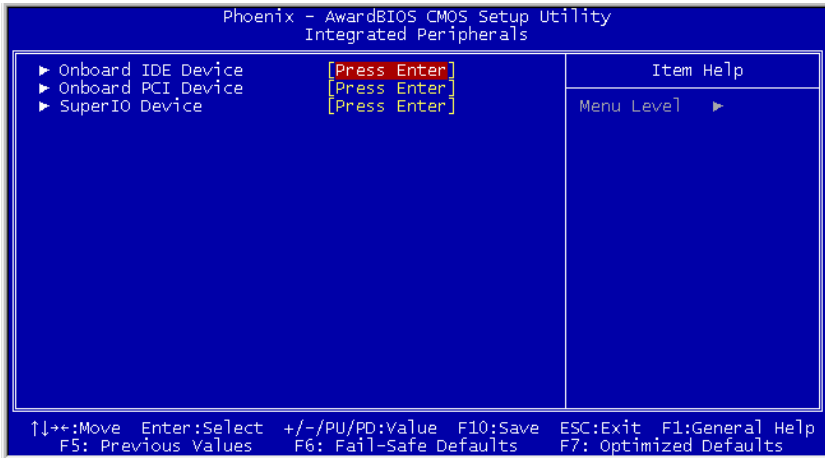 Phoenix - AwardBIOS CMOS Setup Utility
Integrated Peripherals
► Onboard IDE Device [Press Enter]
► Onboard PCI Device [Press Enter]
► SuperIO Device [Press Enter]
Item Help
Menu Level ►
↑↓→←:Move Enter:Select +/-/PU/PD:Value F10:Save ESC:Exit F1:General Help
F5: Previous Values F6: Fail-Safe Defaults F7: Optimized Defaults